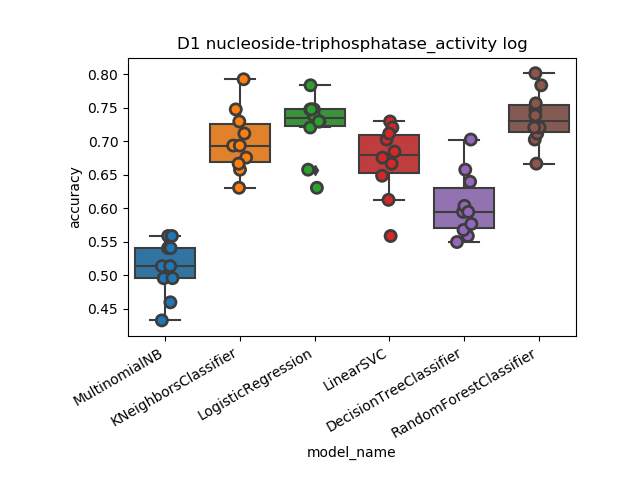 D1 nucleoside-triphosphatase_activity log
accuracy
0.80
0.75
0.70
0.65
0.60
0.55
0.50
0.45
MultinomialNB
KNeighborsClassifier
LogisticRegression
LinearSVC
DecisionTreeClassifier
RandomForestClassifier
model_name